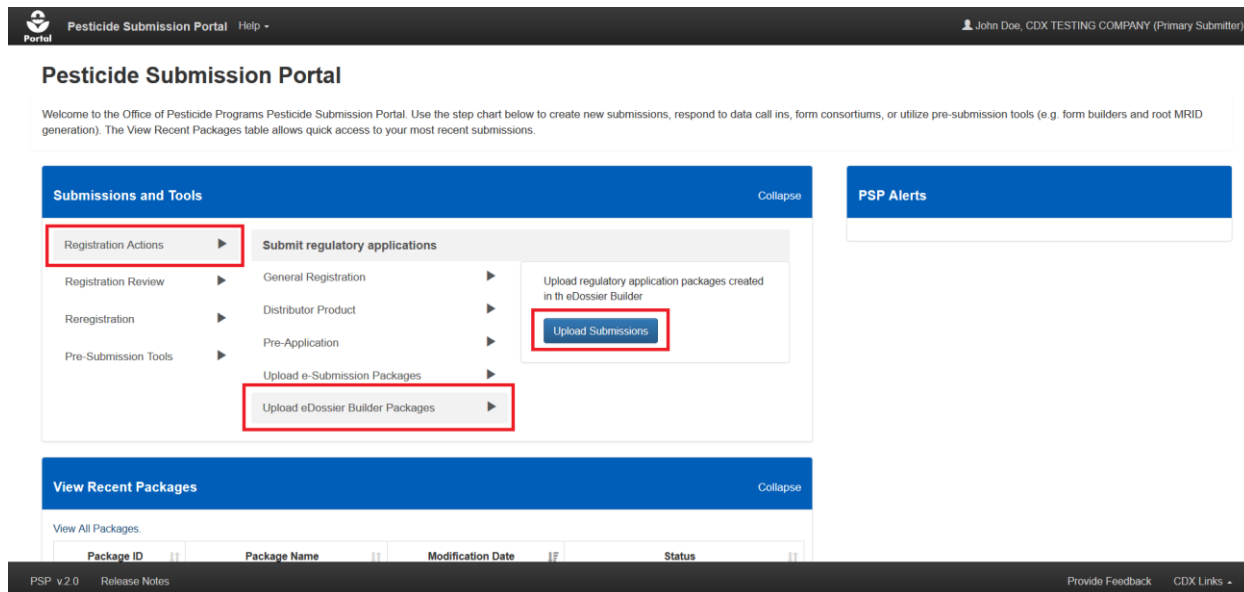 Portal
Pesticide Submission Portal Help
John Doe, CDX TESTING COMPANY (Primary Submitter)
Pesticide Submission Portal
Welcome to the Office of Pesticide Programs Pesticide Submission Portal. Use the step chart below to create new submissions, respond to data call ins, form consortiums, or utilize pre-submission tools (e.g. form builders and root MRID
generation). The View Recent Packages table allows quick access to your most recent submissions.
Submissions and Tools
Collapse
Registration Actions
Registration Review
Reregistration
Pre-Submission Tools
Submit regulatory applications
General Registration
Distributor Product
Pre-Application
Upload e-Submission Packages
Upload eDossier Builder Packages
Upload regulatory application packages created
in th eDossier Builder
Upload Submissions
PSP Alerts
View Recent Packages
Collapse
View All Packages.
Package ID Package Name Modification Date Status
PSP v.2.0 Release Notes
Provide Feedback CDX Links